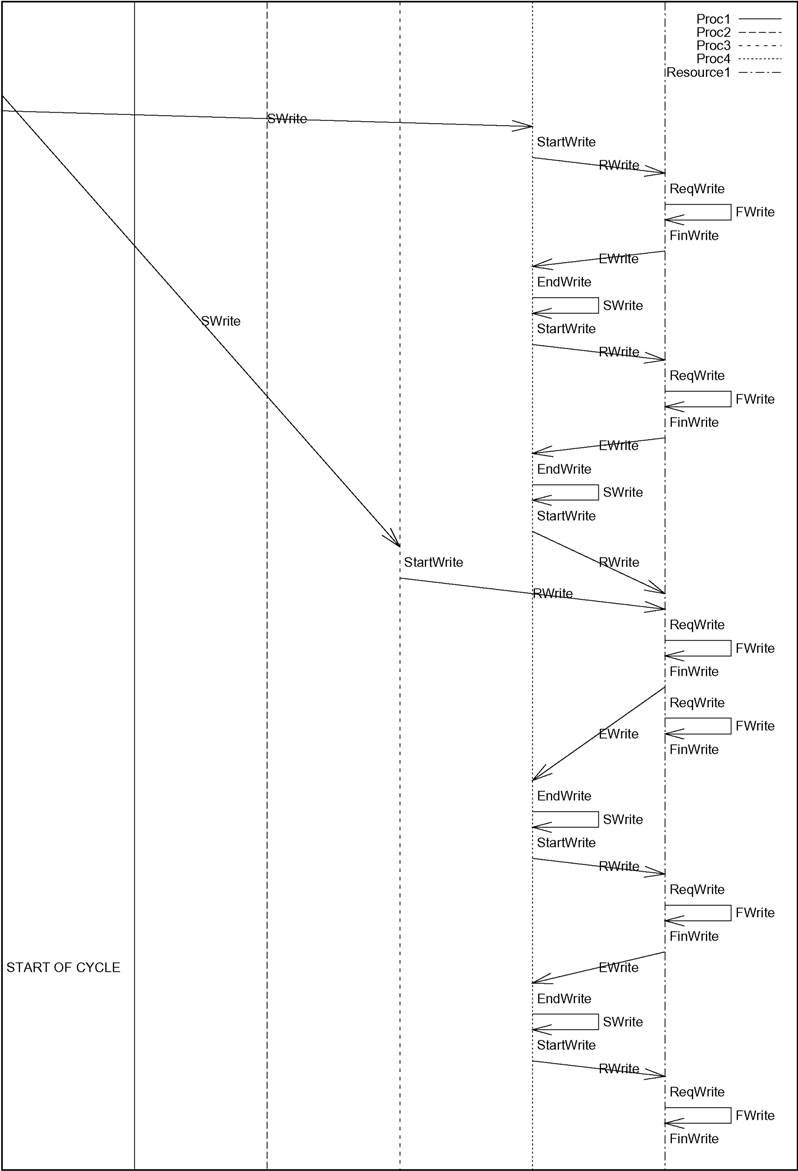 Proc1
Proc2
Proc3
Proc4
Resource1
SWrite
StartWrite
RWrite
ReqWrite
FWrite
FinWrite
EWrite
EndWrite
SWrite
SWrite
StartWrite
RWrite
ReqWrite
FWrite
FinWrite
EWrite
EndWrite
SWrite
StartWrite
StartWrite
RWrite
RWrite
ReqWrite
FWrite
FinWrite
ReqWrite
FWrite
EWrite
FinWrite
EndWrite
SWrite
StartWrite
RWrite
ReqWrite
FWrite
FinWrite
START OF CYCLE
EWrite
EndWrite
SWrite
StartWrite
RWrite
ReqWrite
FWrite
FinWrite